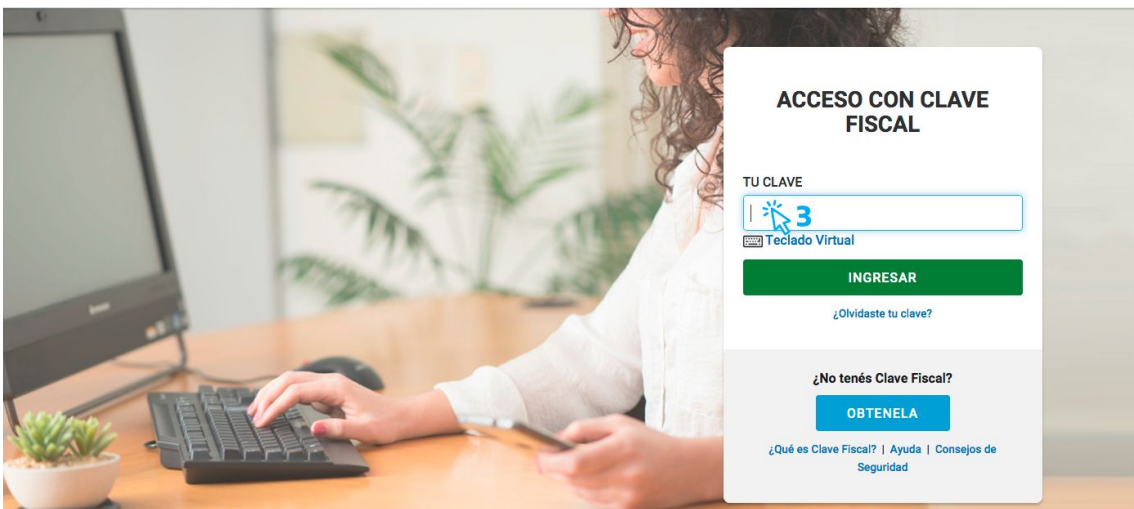 ACCESO CON CLAVE
FISCAL
TU CLAVE
3
Teclado Virtual
INGRESAR
¿Olvidaste tu clave?
¿No tenés Clave Fiscal?
OBTENELA
¿Qué es Clave Fiscal? | Ayuda | Consejos de
Seguridad